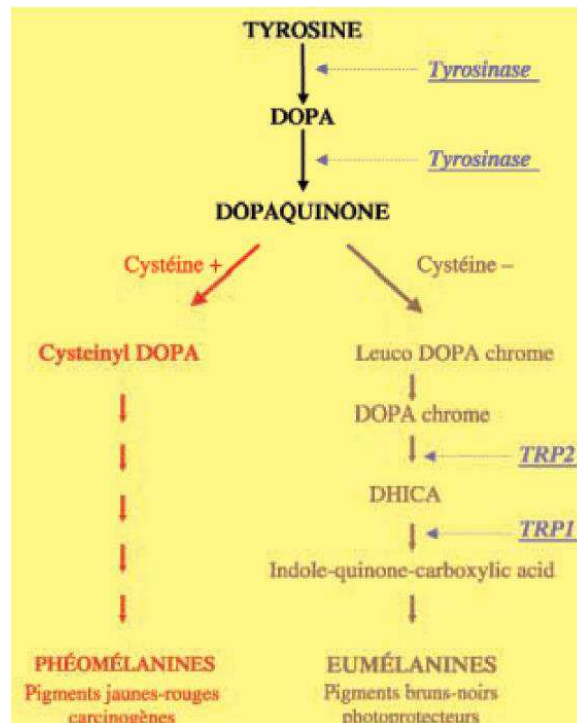 TYROSINE
Tyrosinase
DOPA
Tyrosinase
DOPAQUINONE
Cystéine +
Cystéine –
Cysteinyl DOPA
Leuco DOPA chrome
DOPA chrome
TRP2
DHICA
TRP1
Indole-quinone-carboxylic acid
PHÉOMÉLANINES
Pigments jaunes-rouges
carcinogènes
EUMÉLANINES
Pigments bruns-noirs
photoprotecteurs